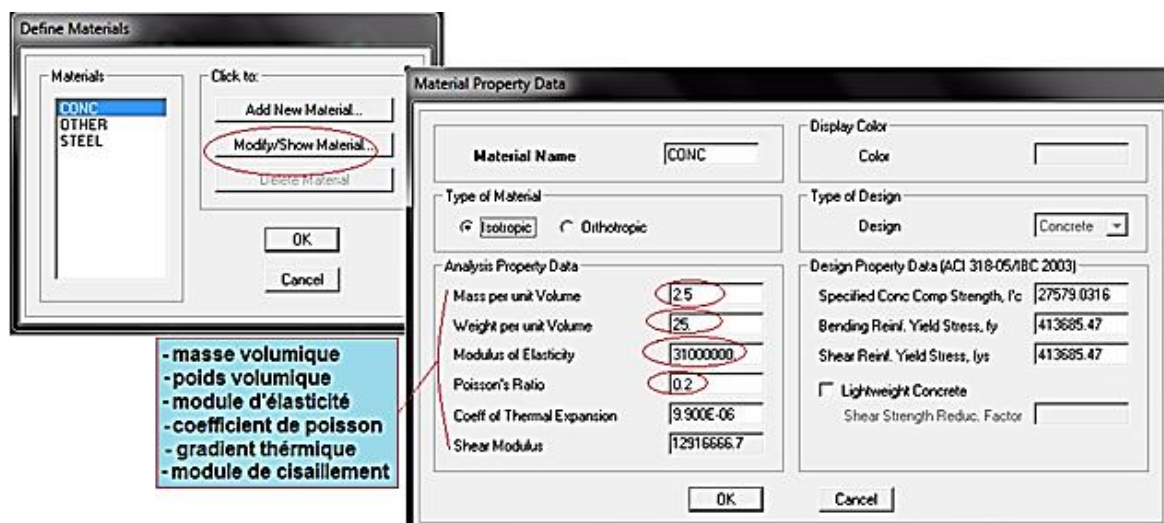 Define Materials
Materials
CONC
OTHER
STEEL
Click to:
Add New Material...
Modify/Show Material...
Delete Material
OK
Cancel
Material Property Data
Material Name CONC
Display Color
Color
Type of Material
Isotropic Orthotropic
Type of Design
Design Concrete
Analysis Property Data
Mass per unit Volume 2.5
Weight per unit Volume 25.
Modulus of Elasticity 31000000.
Poisson's Ratio 0.2
Coeff of Thermal Expansion 9.900E-06
Shear Modulus 12916666.7
Design Property Data (ACI 318-05/IBC 2003)
Specified Conc Comp Strength, f'c 27579.0316
Bending Reinf. Yield Stress, fy 413685.47
Shear Reinf. Yield Stress, fys 413685.47
Lightweight Concrete
Shear Strength Reduc. Factor
OK
Cancel
- masse volumique
- poids volumique
- module d'élasticité
- coefficient de poisson
- gradient thérmique
- module de cisaillement